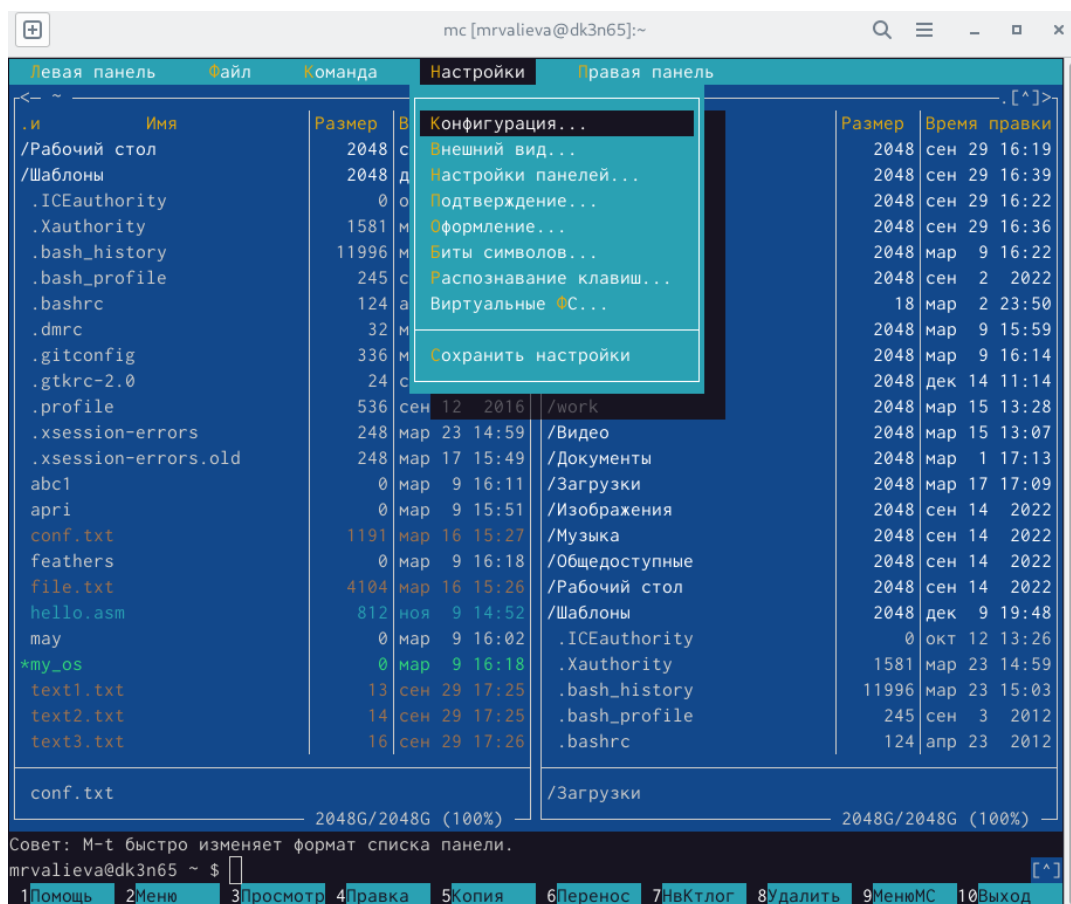 mc [mrvalieva@dk3n65]:~
Левая панель Файл Команда Настройки Правая панель
<— ~ .[^]>
.и Имя Размер В Конфигурация... Размер Время правки
/Рабочий стол 2048 с Внешний вид... 2048 сен 29 16:19
/Шаблоны 2048 д Настройки панелей... 2048 сен 29 16:39
.ICEauthority 0 о Подтверждение... 2048 сен 29 16:22
.Xauthority 1581 м Оформление... 2048 сен 29 16:36
.bash_history 11996 м Биты символов... 2048 мар 9 16:22
.bash_profile 245 с Распознавание клавиш... 2048 сен 2 2022
.bashrc 124 а Виртуальные ФС... 18 мар 2 23:50
.dmrc 32 м 2048 мар 9 15:59
.gitconfig 336 м Сохранить настройки 2048 мар 9 16:14
.gtkrc-2.0 24 с 2048 дек 14 11:14
.profile 536 сен 12 2016 /work 2048 мар 15 13:28
.xsession-errors 248 мар 23 14:59 /Видео 2048 мар 15 13:07
.xsession-errors.old 248 мар 17 15:49 /Документы 2048 мар 1 17:13
abc1 0 мар 9 16:11 /Загрузки 2048 мар 17 17:09
apri 0 мар 9 15:51 /Изображения 2048 сен 14 2022
conf.txt 1191 мар 16 15:27 /Музыка 2048 сен 14 2022
feathers 0 мар 9 16:18 /Общедоступные 2048 сен 14 2022
file.txt 4104 мар 16 15:26 /Рабочий стол 2048 сен 14 2022
hello.asm 812 ноя 9 14:52 /Шаблоны 2048 дек 9 19:48
may 0 мар 9 16:02 .ICEauthority 0 окт 12 13:26
*my_os 0 мар 9 16:18 .Xauthority 1581 мар 23 14:59
text1.txt 13 сен 29 17:25 .bash_history 11996 мар 23 15:03
text2.txt 14 сен 29 17:25 .bash_profile 245 сен 3 2012
text3.txt 16 сен 29 17:26 .bashrc 124 апр 23 2012
conf.txt /Загрузки
2048G/2048G (100%) 2048G/2048G (100%)
Совет: M-t быстро изменяет формат списка панели.
mrvalieva@dk3n65 ~ $ [^]
1Помощь 2Меню 3Просмотр 4Правка 5Копия 6Перенос 7НвКтлог 8Удалить 9МенюMC 10Выход